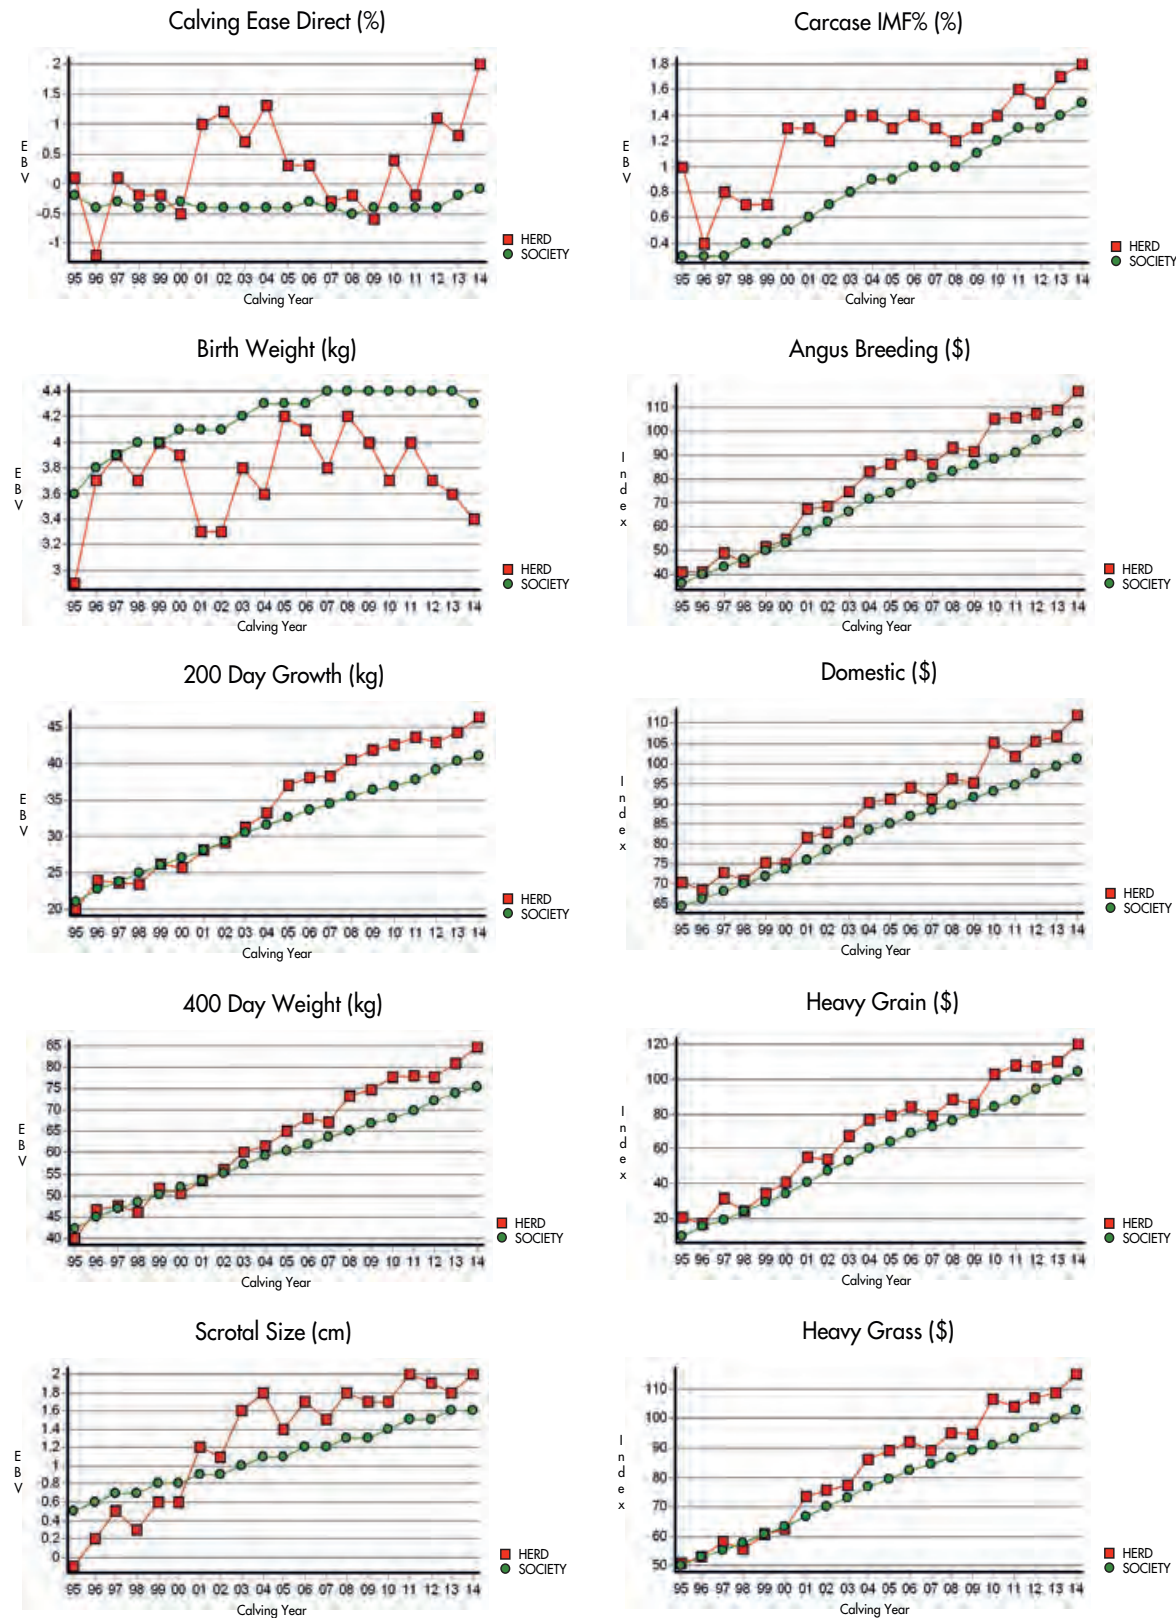 Calving Ease Direct (%)
2
1.5
1
0.5
0
-0.5
-1
EBV
95 96 97 98 99 00 01 02 03 04 05 06 07 08 09 10 11 12 13 14
Calving Year
HERD
SOCIETY
Birth Weight (kg)
4.4
4.2
4
3.8
3.6
3.4
3.2
3
EBV
95 96 97 98 99 00 01 02 03 04 05 06 07 08 09 10 11 12 13 14
Calving Year
HERD
SOCIETY
200 Day Growth (kg)
45
40
35
30
25
20
EBV
95 96 97 98 99 00 01 02 03 04 05 06 07 08 09 10 11 12 13 14
Calving Year
HERD
SOCIETY
400 Day Weight (kg)
85
80
75
70
65
60
55
50
45
40
EBV
95 96 97 98 99 00 01 02 03 04 05 06 07 08 09 10 11 12 13 14
Calving Year
HERD
SOCIETY
Scrotal Size (cm)
2
1.8
1.6
1.4
1.2
1
0.8
0.6
0.4
0.2
0
EBV
95 96 97 98 99 00 01 02 03 04 05 06 07 08 09 10 11 12 13 14
Calving Year
HERD
SOCIETY
Carcase IMF% (%)
1.8
1.6
1.4
1.2
1
0.8
0.6
0.4
EBV
95 96 97 98 99 00 01 02 03 04 05 06 07 08 09 10 11 12 13 14
Calving Year
HERD
SOCIETY
Angus Breeding ($)
110
100
90
80
70
60
50
40
Index
95 96 97 98 99 00 01 02 03 04 05 06 07 08 09 10 11 12 13 14
Calving Year
HERD
SOCIETY
Domestic ($)
110
105
100
95
90
85
80
75
70
65
Index
95 96 97 98 99 00 01 02 03 04 05 06 07 08 09 10 11 12 13 14
Calving Year
HERD
SOCIETY
Heavy Grain ($)
120
100
80
60
40
20
Index
95 96 97 98 99 00 01 02 03 04 05 06 07 08 09 10 11 12 13 14
Calving Year
HERD
SOCIETY
Heavy Grass ($)
110
100
90
80
70
60
50
Index
95 96 97 98 99 00 01 02 03 04 05 06 07 08 09 10 11 12 13 14
Calving Year
HERD
SOCIETY